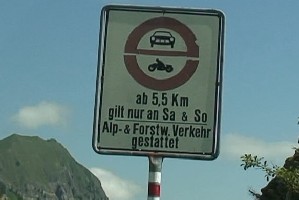 ab 5,5 Km
gilt nur an Sa & So
Alp- & Forstw. Verkehr
gestattet